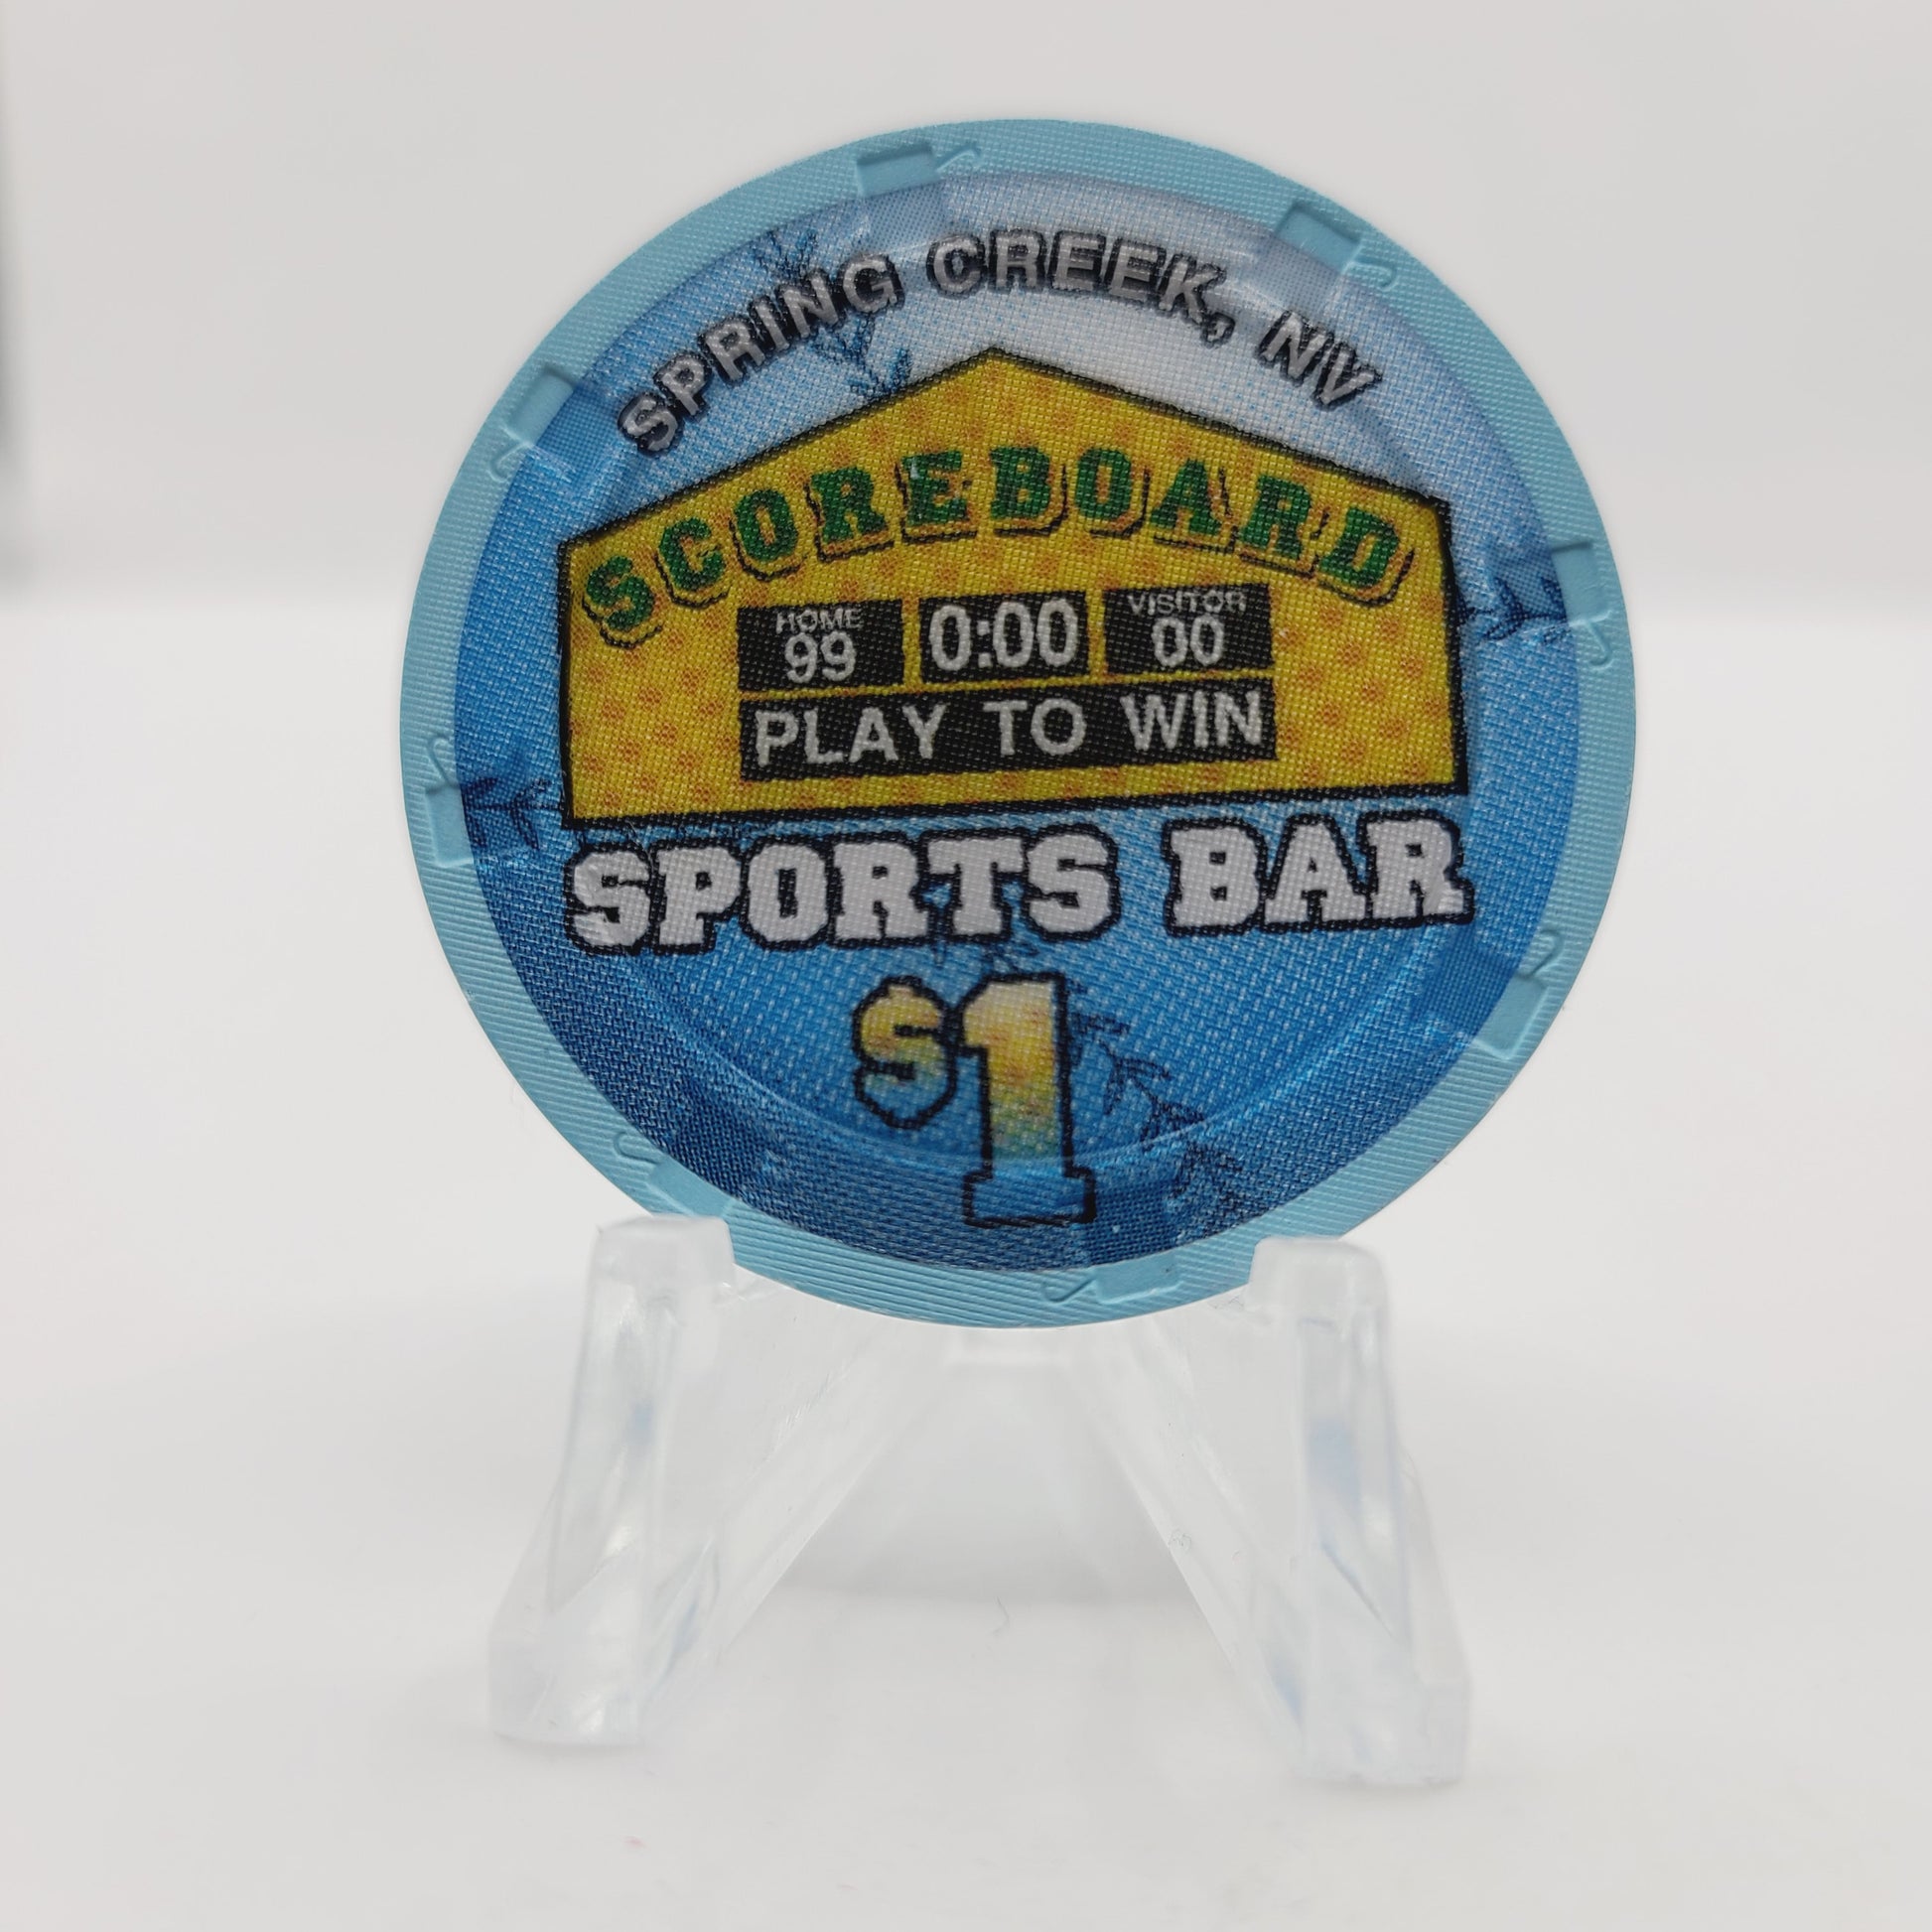 SPRING CREEK, NV
SCOREBOARD
HOME 0:00 VISITOR
99 00
PLAY TO WIN
SPORTS BAR
$1